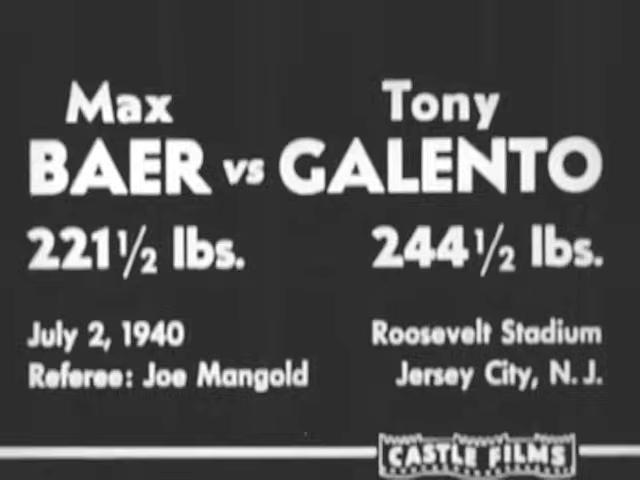 Max Tony
BAER vs GALENTO
221½ lbs. 244½ lbs.
July 2, 1940 Roosevelt Stadium
Referee: Joe Mangold Jersey City, N.J.
CASTLE FILMS